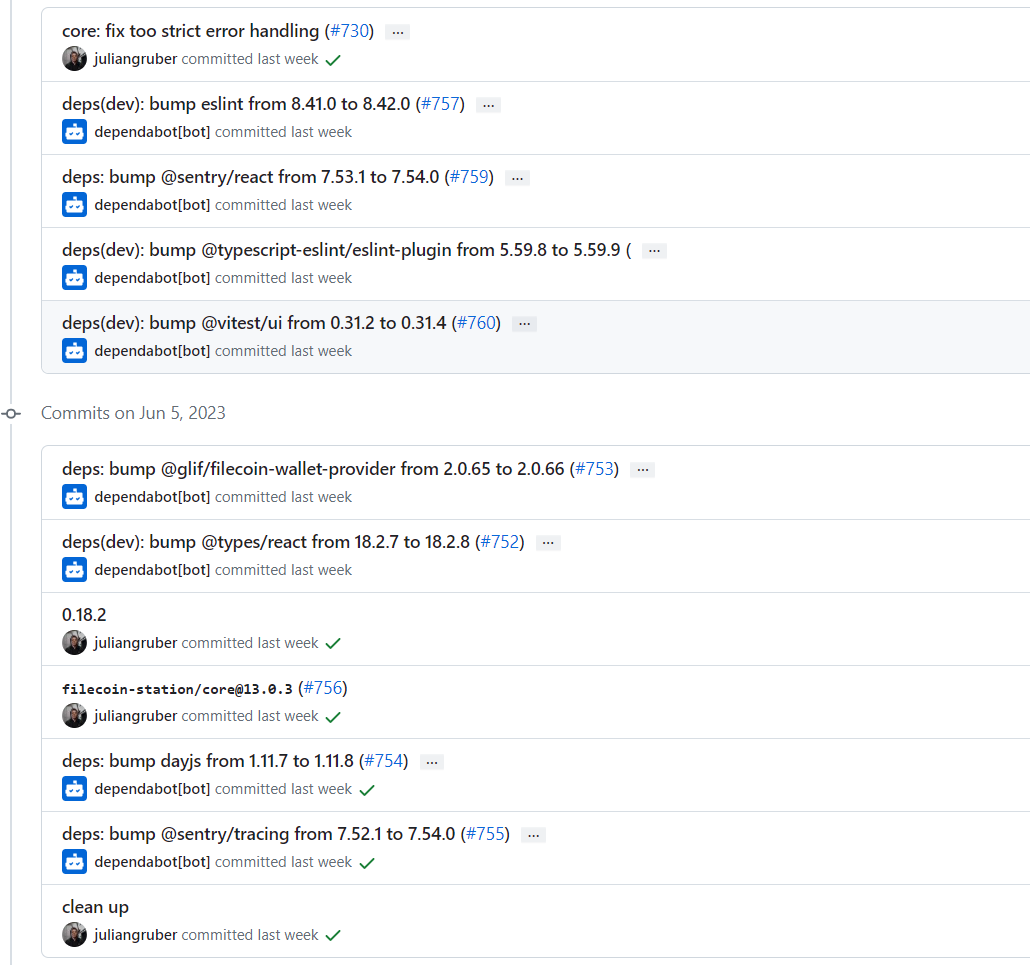 core: fix too strict error handling (#730) ...
juliangruber committed last week
deps(dev): bump eslint from 8.41.0 to 8.42.0 (#757) ...
dependabot[bot] committed last week
deps: bump @sentry/react from 7.53.1 to 7.54.0 (#759) ...
dependabot[bot] committed last week
deps(dev): bump @typescript-eslint/eslint-plugin from 5.59.8 to 5.59.9 ( ...
dependabot[bot] committed last week
deps(dev): bump @vitest/ui from 0.31.2 to 0.31.4 (#760) ...
dependabot[bot] committed last week
Commits on Jun 5, 2023
deps: bump @glif/filecoin-wallet-provider from 2.0.65 to 2.0.66 (#753) ...
dependabot[bot] committed last week
deps(dev): bump @types/react from 18.2.7 to 18.2.8 (#752) ...
dependabot[bot] committed last week
0.18.2
juliangruber committed last week
filecoin-station/core@13.0.3 (#756)
juliangruber committed last week
deps: bump dayjs from 1.11.7 to 1.11.8 (#754) ...
dependabot[bot] committed last week
deps: bump @sentry/tracing from 7.52.1 to 7.54.0 (#755) ...
dependabot[bot] committed last week
clean up
juliangruber committed last week